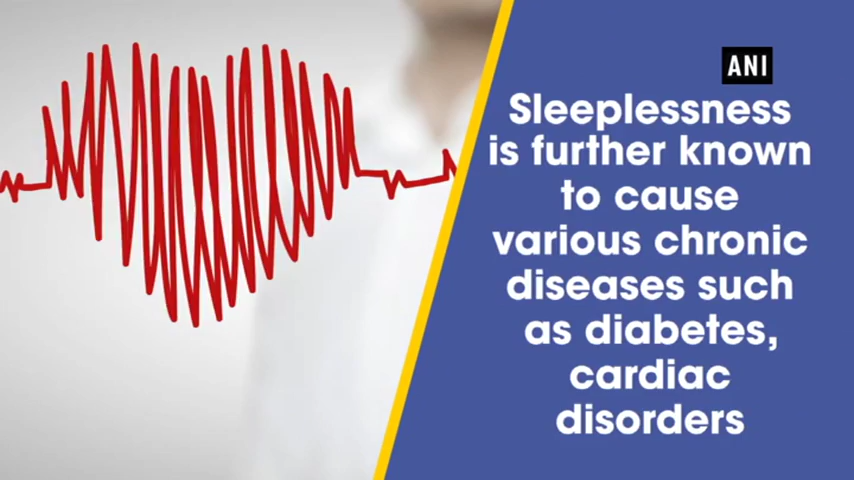 ANI
Sleeplessness
is further known
to cause
various chronic
diseases such
as diabetes,
cardiac
disorders